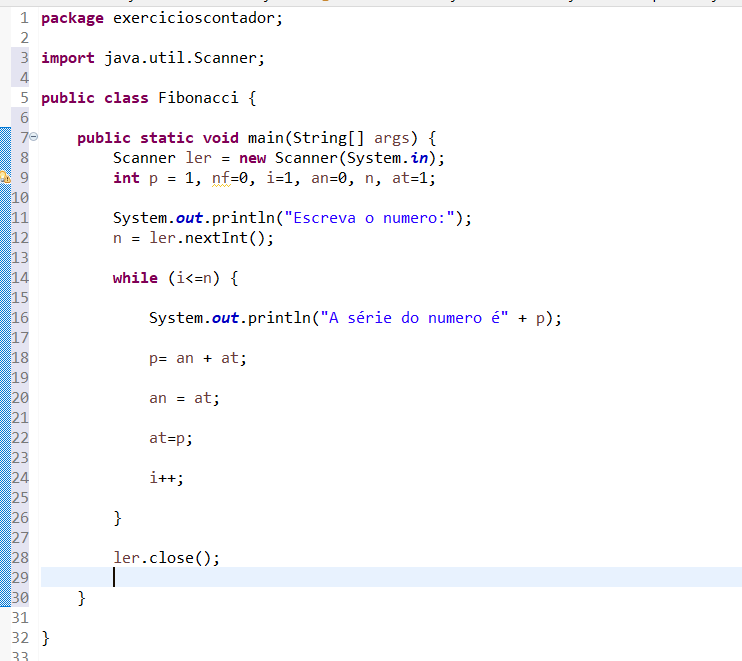 1 package exercicioscontador;
2
3 import java.util.Scanner;
4
5 public class Fibonacci {
6
7 public static void main(String[] args) {
8 Scanner ler = new Scanner(System.in);
9 int p = 1, nf=0, i=1, an=0, n, at=1;
10
11 System.out.println("Escreva o numero:");
12 n = ler.nextInt();
13
14 while (i<=n) {
15
16 System.out.println("A série do numero é" + p);
17
18 p= an + at;
19
20 an = at;
21
22 at=p;
23
24 i++;
25
26 }
27
28 ler.close();
29
30 }
31
32 }
33